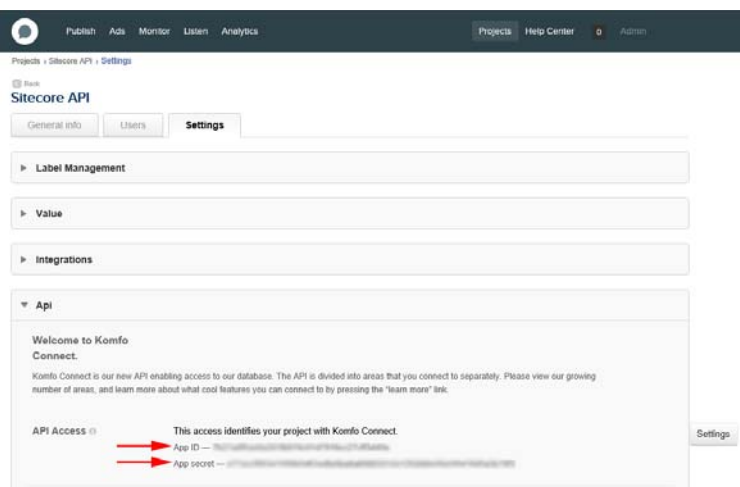 Publish Ads Monitor Listen Analytics Projects Help Center 0 Admin
Projects › Sitecore API › Settings
Back
Sitecore API
General info Users Settings
Label Management
Value
Integrations
Api
Welcome to Komfo
Connect.
Komfo Connect is our new API enabling access to our database. The API is divided into areas that you connect to separately. Please view our growing
number of areas, and learn more about what cool features you can connect to by pressing the "learn more" link.
API Access This access identifies your project with Komfo Connect.
App ID —
App secret —
Settings